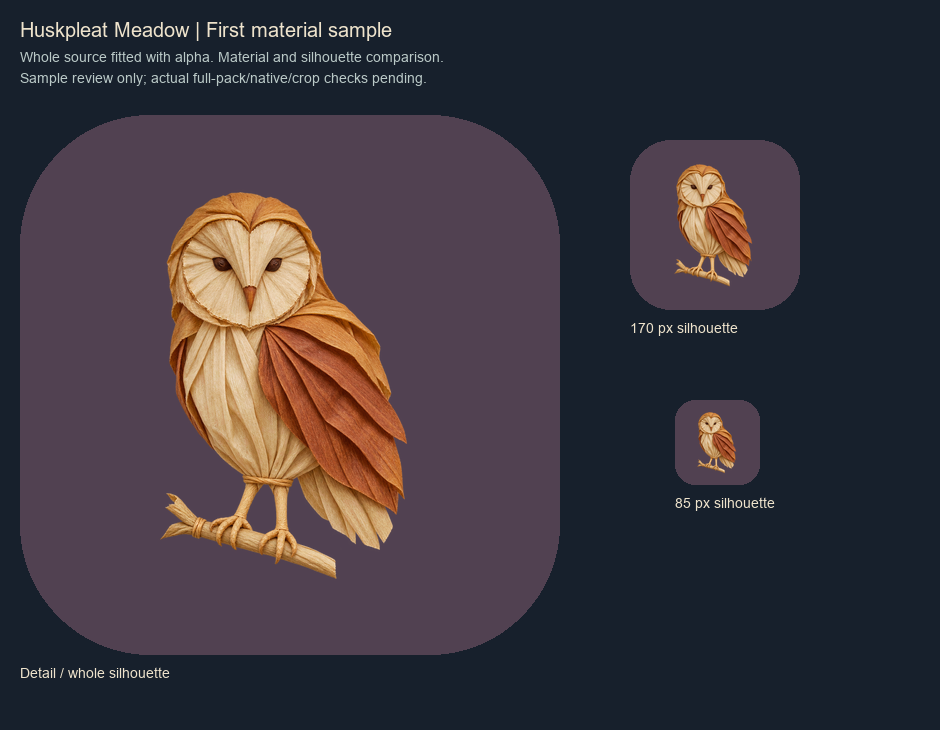 Huskpleat Meadow | First material sample
Whole source fitted with alpha. Material and silhouette comparison.
Sample review only; actual full-pack/native/crop checks pending.
170 px silhouette
85 px silhouette
Detail / whole silhouette